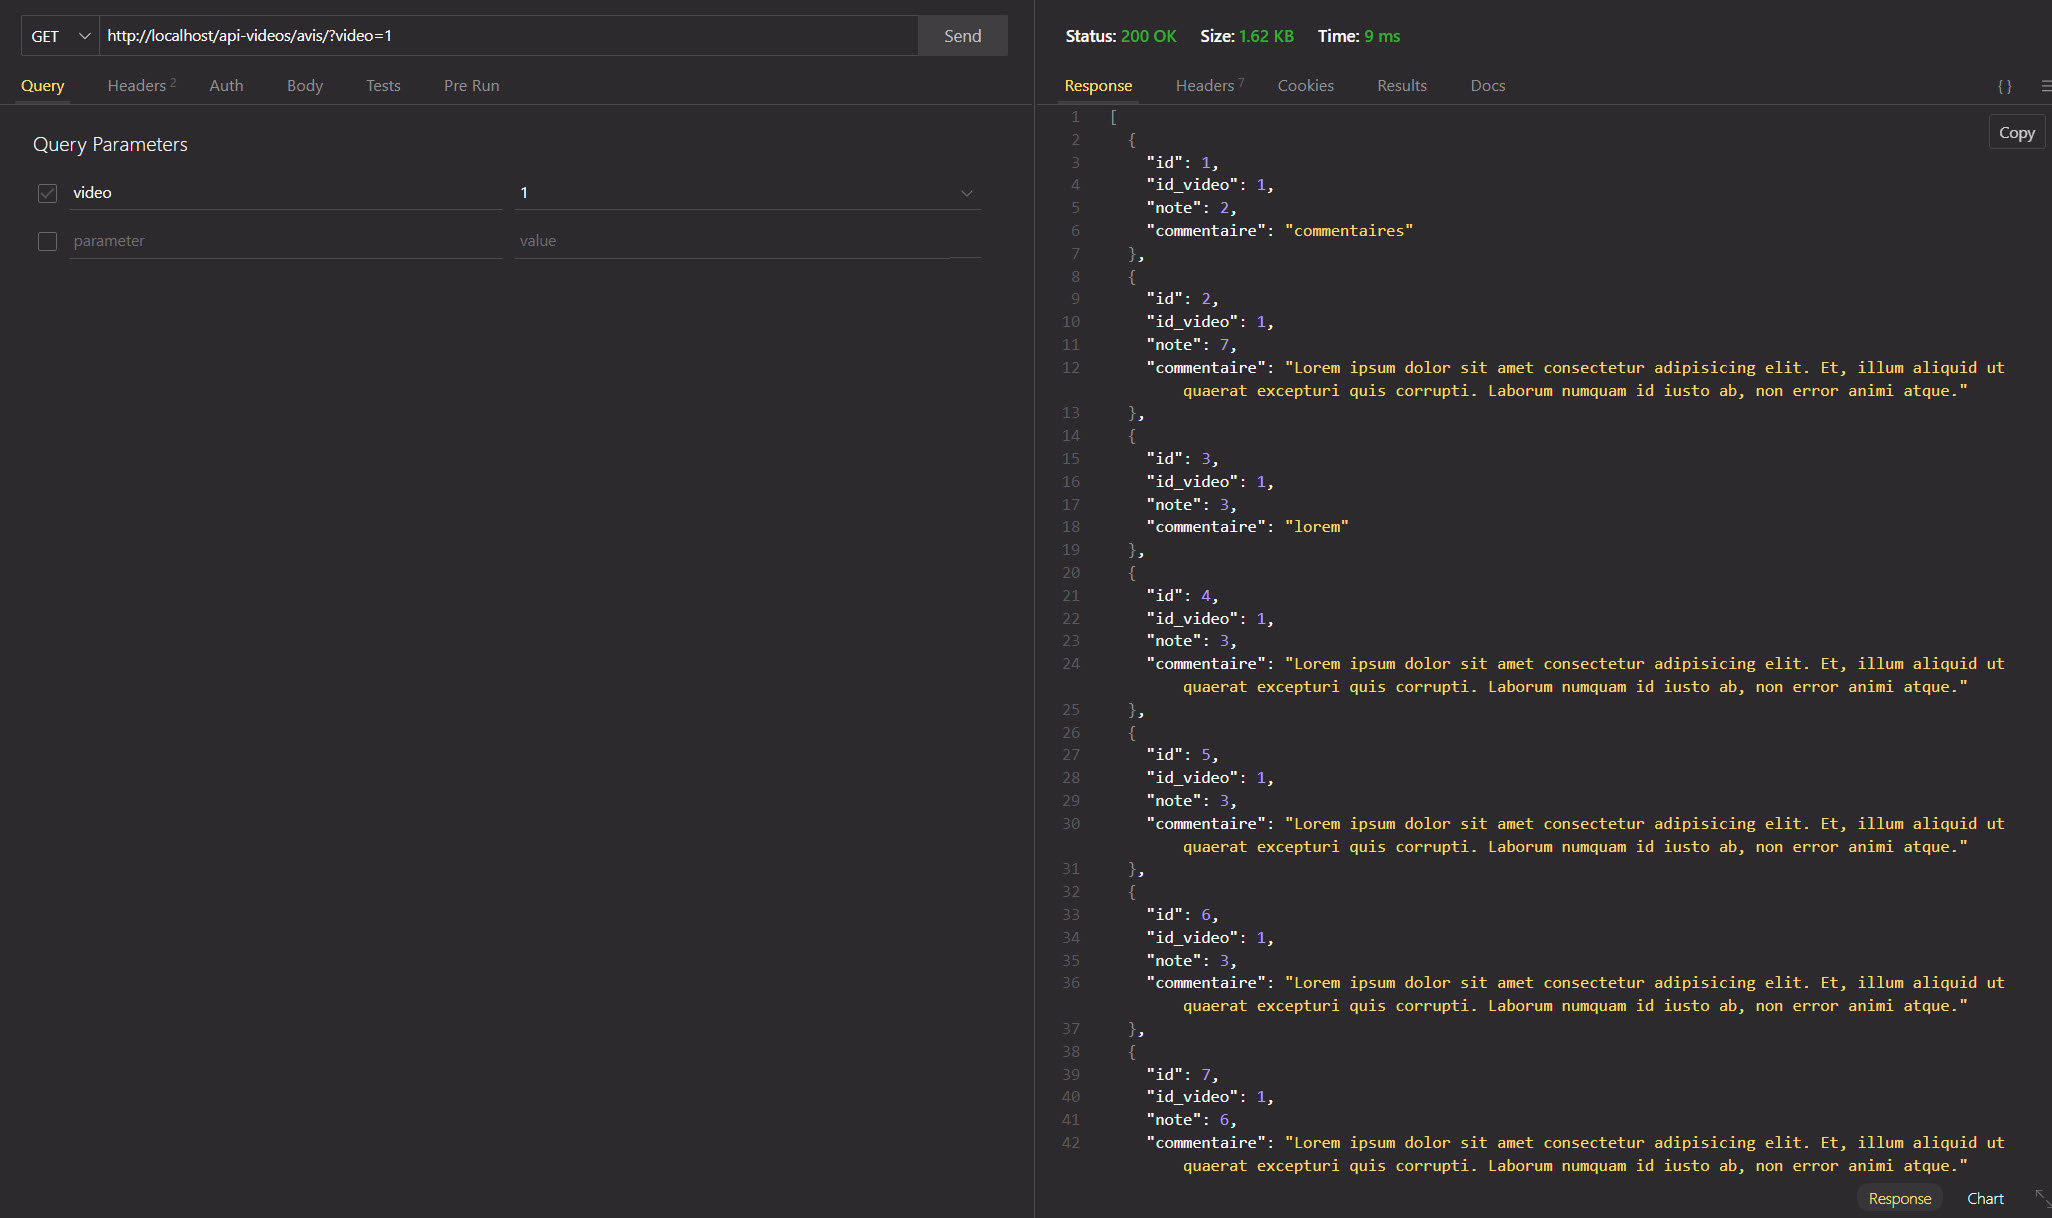 GET http://localhost/api-videos/avis/?video=1 Send
Query Headers 2 Auth Body Tests Pre Run
Query Parameters
video 1
parameter value
Status: 200 OK Size: 1.62 KB Time: 9 ms
Response Headers 7 Cookies Results Docs { }
Copy
1 [
2 {
3 "id": 1,
4 "id_video": 1,
5 "note": 2,
6 "commentaire": "commentaires"
7 },
8 {
9 "id": 2,
10 "id_video": 1,
11 "note": 7,
12 "commentaire": "Lorem ipsum dolor sit amet consectetur adipisicing elit. Et, illum aliquid ut
quaerat excepturi quis corrupti. Laborum numquam id iusto ab, non error animi atque."
13 },
14 {
15 "id": 3,
16 "id_video": 1,
17 "note": 3,
18 "commentaire": "lorem"
19 },
20 {
21 "id": 4,
22 "id_video": 1,
23 "note": 3,
24 "commentaire": "Lorem ipsum dolor sit amet consectetur adipisicing elit. Et, illum aliquid ut
quaerat excepturi quis corrupti. Laborum numquam id iusto ab, non error animi atque."
25 },
26 {
27 "id": 5,
28 "id_video": 1,
29 "note": 3,
30 "commentaire": "Lorem ipsum dolor sit amet consectetur adipisicing elit. Et, illum aliquid ut
quaerat excepturi quis corrupti. Laborum numquam id iusto ab, non error animi atque."
31 },
32 {
33 "id": 6,
34 "id_video": 1,
35 "note": 3,
36 "commentaire": "Lorem ipsum dolor sit amet consectetur adipisicing elit. Et, illum aliquid ut
quaerat excepturi quis corrupti. Laborum numquam id iusto ab, non error animi atque."
37 },
38 {
39 "id": 7,
40 "id_video": 1,
41 "note": 6,
42 "commentaire": "Lorem ipsum dolor sit amet consectetur adipisicing elit. Et, illum aliquid ut
quaerat excepturi quis corrupti. Laborum numquam id iusto ab, non error animi atque."
Response Chart